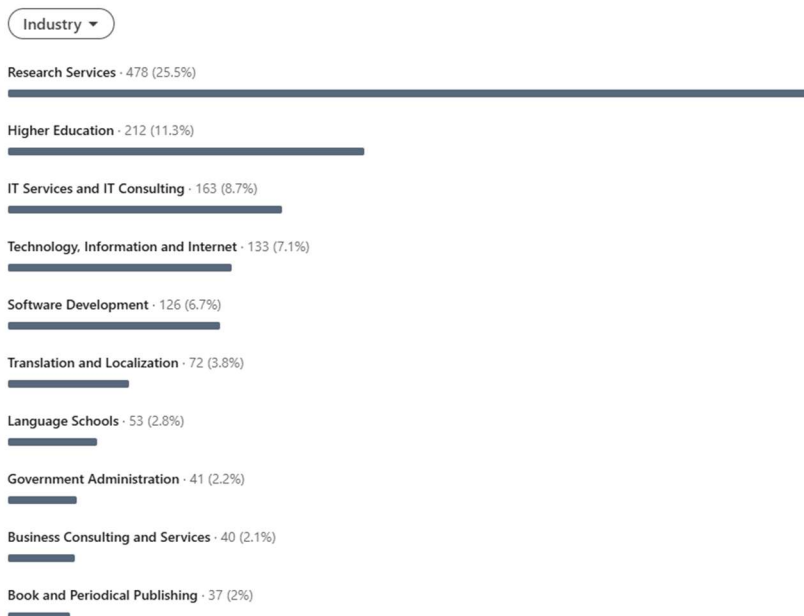 Industry
Research Services · 478 (25.5%)
Higher Education · 212 (11.3%)
IT Services and IT Consulting · 163 (8.7%)
Technology, Information and Internet · 133 (7.1%)
Software Development · 126 (6.7%)
Translation and Localization · 72 (3.8%)
Language Schools · 53 (2.8%)
Government Administration · 41 (2.2%)
Business Consulting and Services · 40 (2.1%)
Book and Periodical Publishing · 37 (2%)